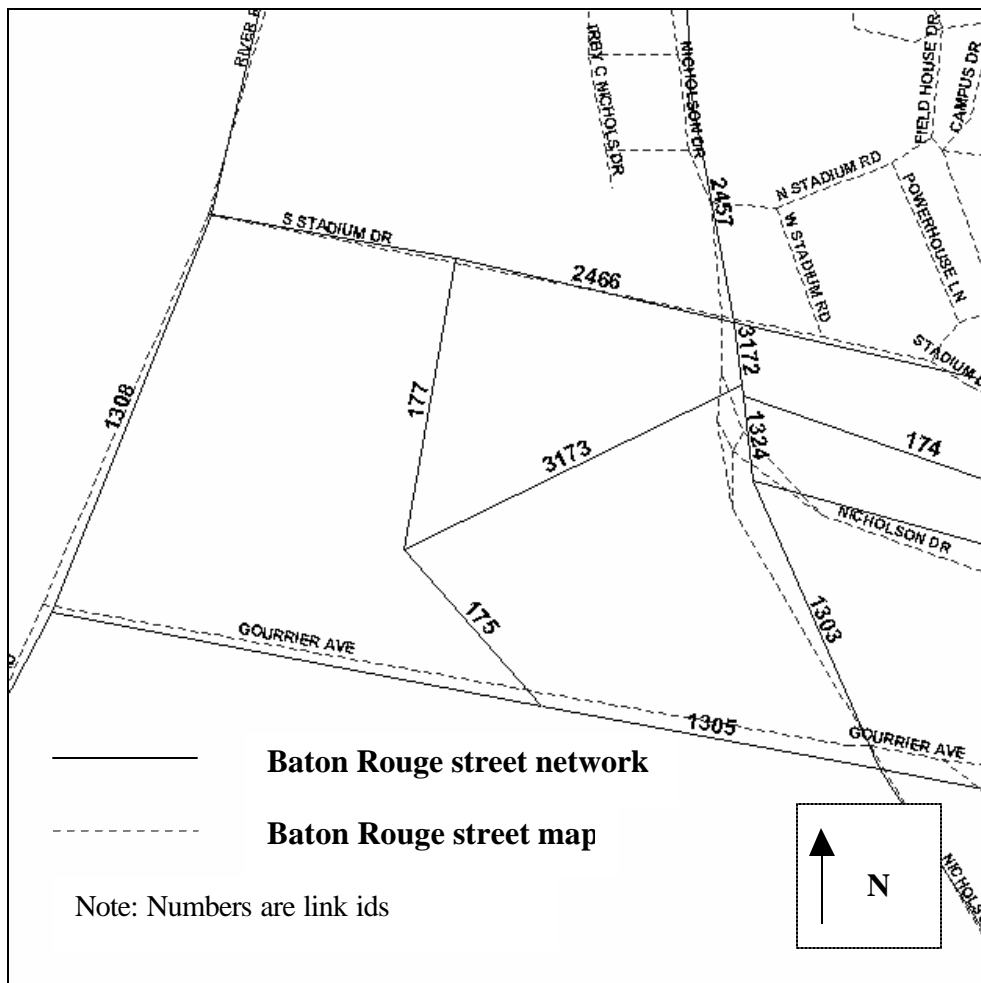 RIVER R
IRBY C NICHOLS DR
NICHOLSON DR
FIELD HOUSE DR
CAMPUS DR
N STADIUM RD
2457
POWERHOUSE LN
W STADIUM RD
S STADIUM DR
2466
3172
STADIUM D
1308
177
3173
1324
174
NICHOLSON DR
175
1303
GOURRIER AVE
1305
GOURRIER AVE
Baton Rouge street network
Baton Rouge street map
Note: Numbers are link ids
N
NICHOLS